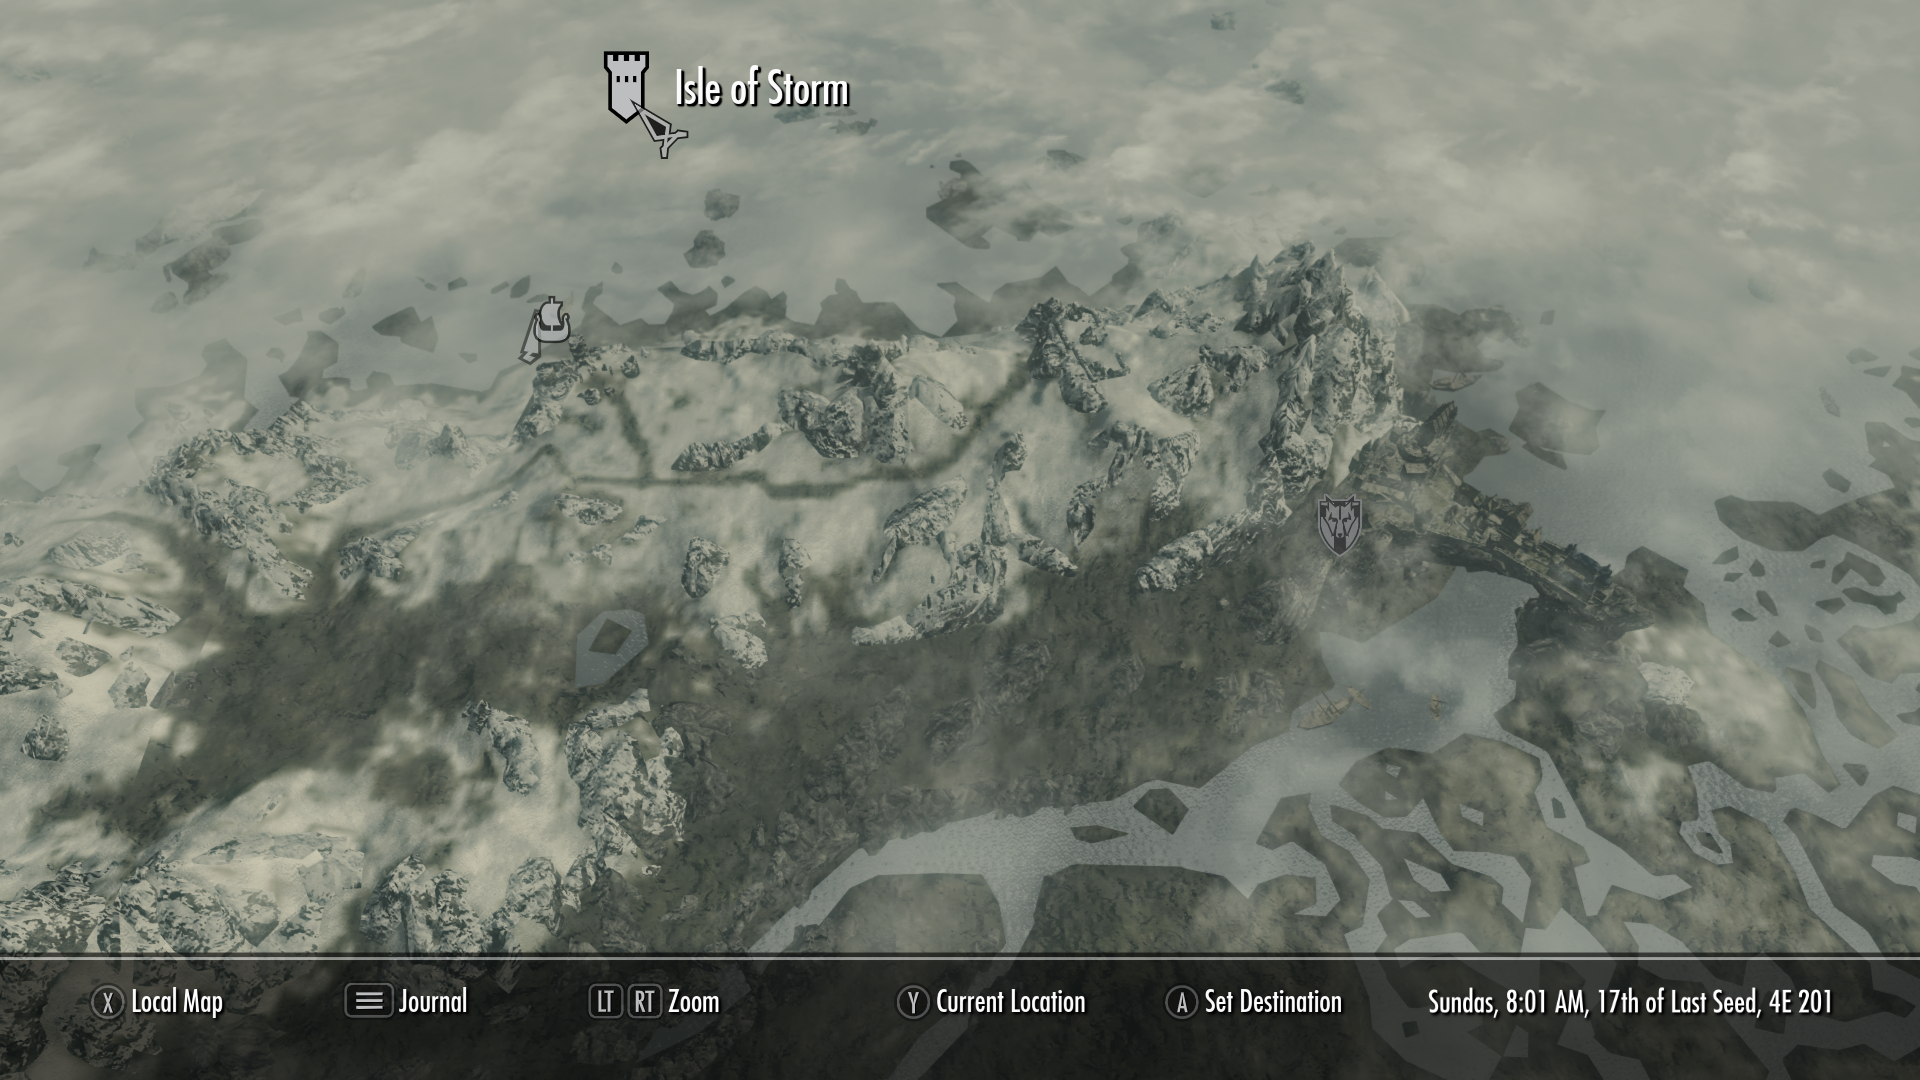 Isle of Storm
X Local Map
Journal
LT RT Zoom
Y Current Location
A Set Destination
Sundas, 8:01 AM, 17th of Last Seed, 4E 201